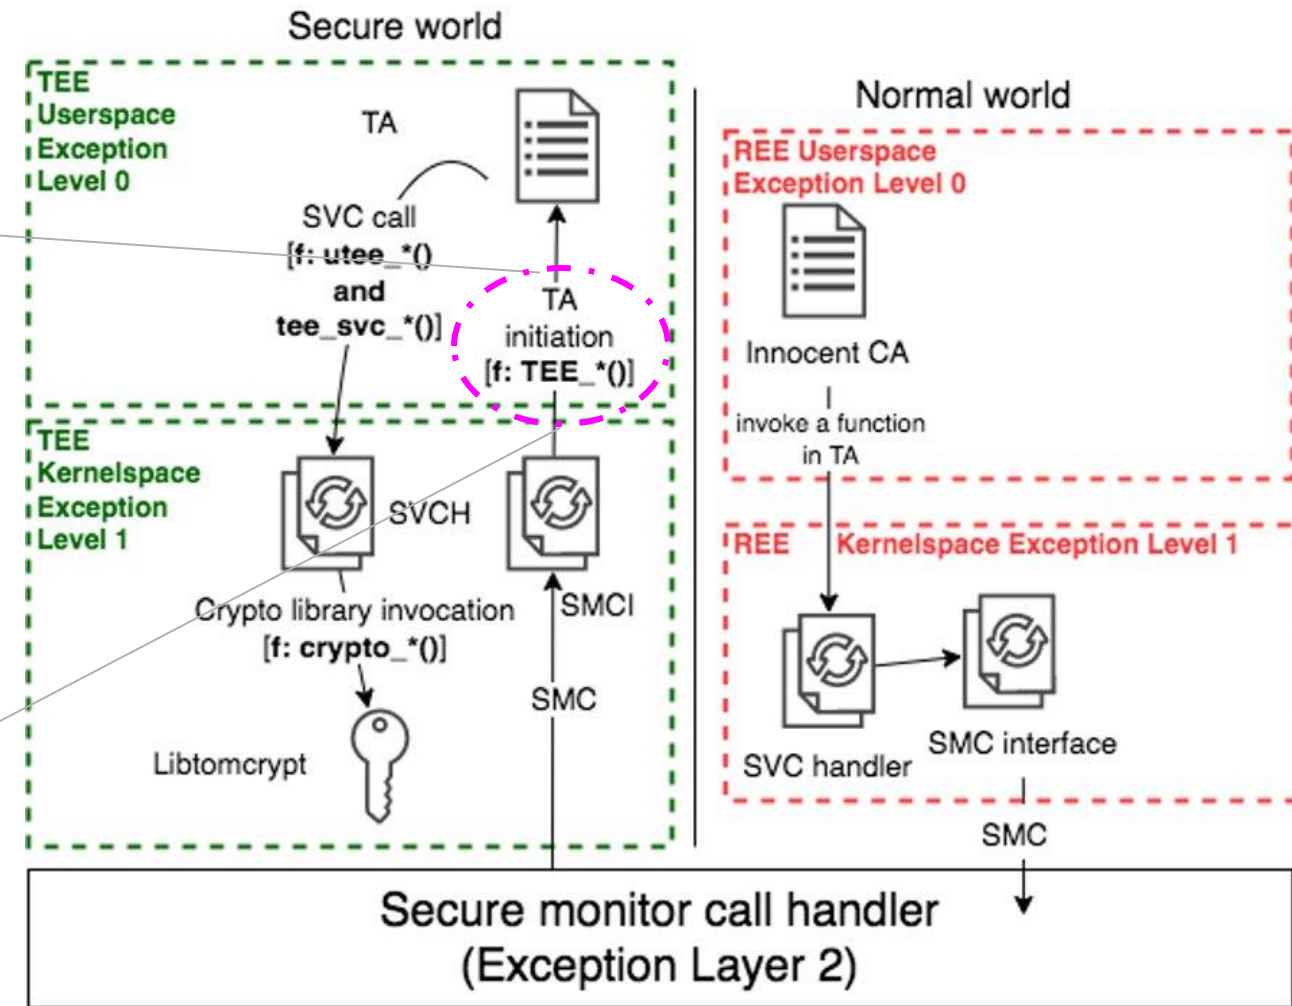 Secure world
TEE
Userspace
Exception
Level 0
TA
SVC call
[f: utee_*()
and
tee_svc_*()]
TA
initiation
[f: TEE_*()]
TEE
Kernelspace
Exception
Level 1
SVCH
SMCI
Crypto library invocation
[f: crypto_*()]
SMC
Libtomcrypt
Normal world
REE Userspace
Exception Level 0
Innocent CA
invoke a function
in TA
REE Kernelspace Exception Level 1
SVC handler
SMC interface
SMC
Secure monitor call handler
(Exception Layer 2)